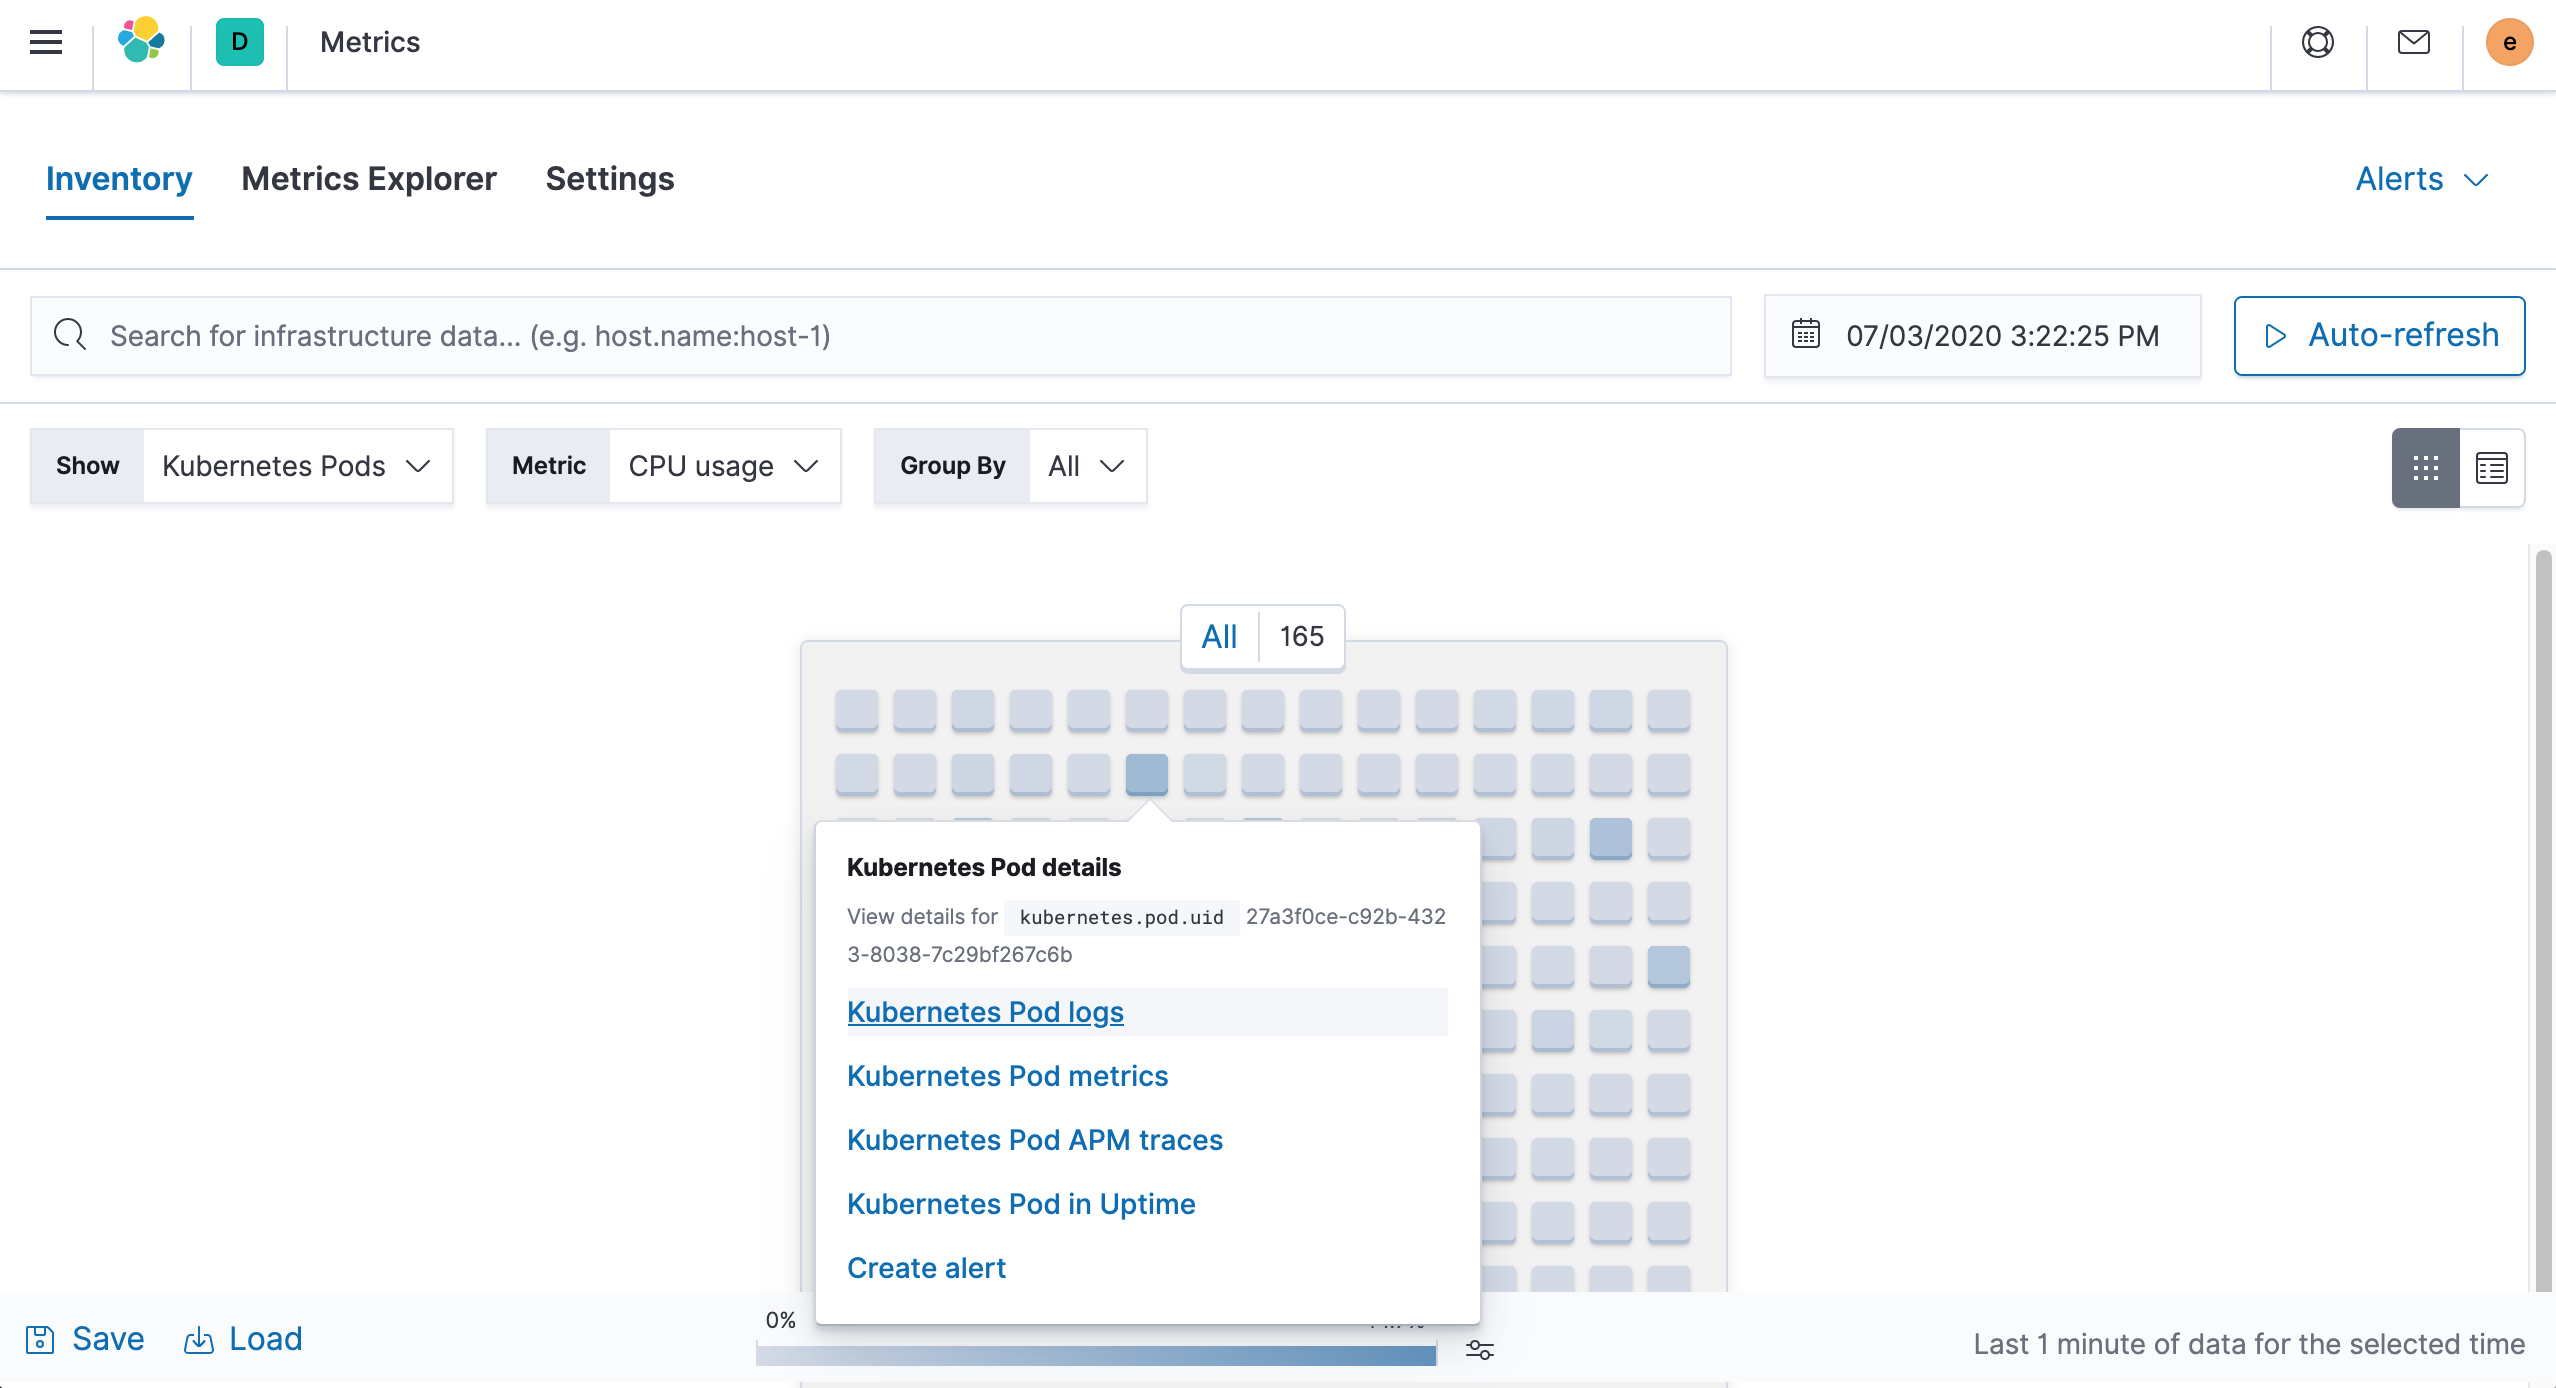 D
Metrics
e
Inventory
Metrics Explorer
Settings
Alerts
Search for infrastructure data... (e.g. host.name:host-1)
07/03/2020 3:22:25 PM
Auto-refresh
Show
Kubernetes Pods
Metric
CPU usage
Group By
All
All
165
Kubernetes Pod details
View details for kubernetes.pod.uid 27a3f0ce-c92b-432
3-8038-7c29bf267c6b
Kubernetes Pod logs
Kubernetes Pod metrics
Kubernetes Pod APM traces
Kubernetes Pod in Uptime
Create alert
Save
Load
0%
Last 1 minute of data for the selected time